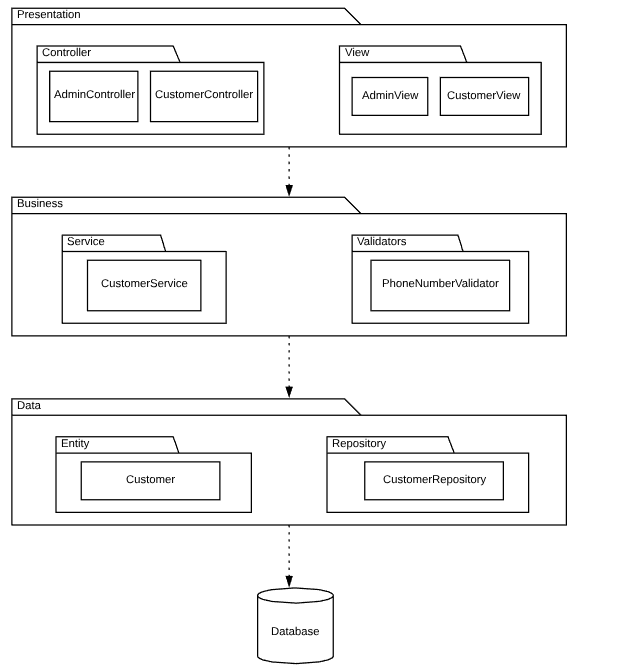 Presentation
Controller
View
AdminController
CustomerController
AdminView
CustomerView
Business
Service
Validators
CustomerService
PhoneNumberValidator
Data
Entity
Repository
Customer
CustomerRepository
Database